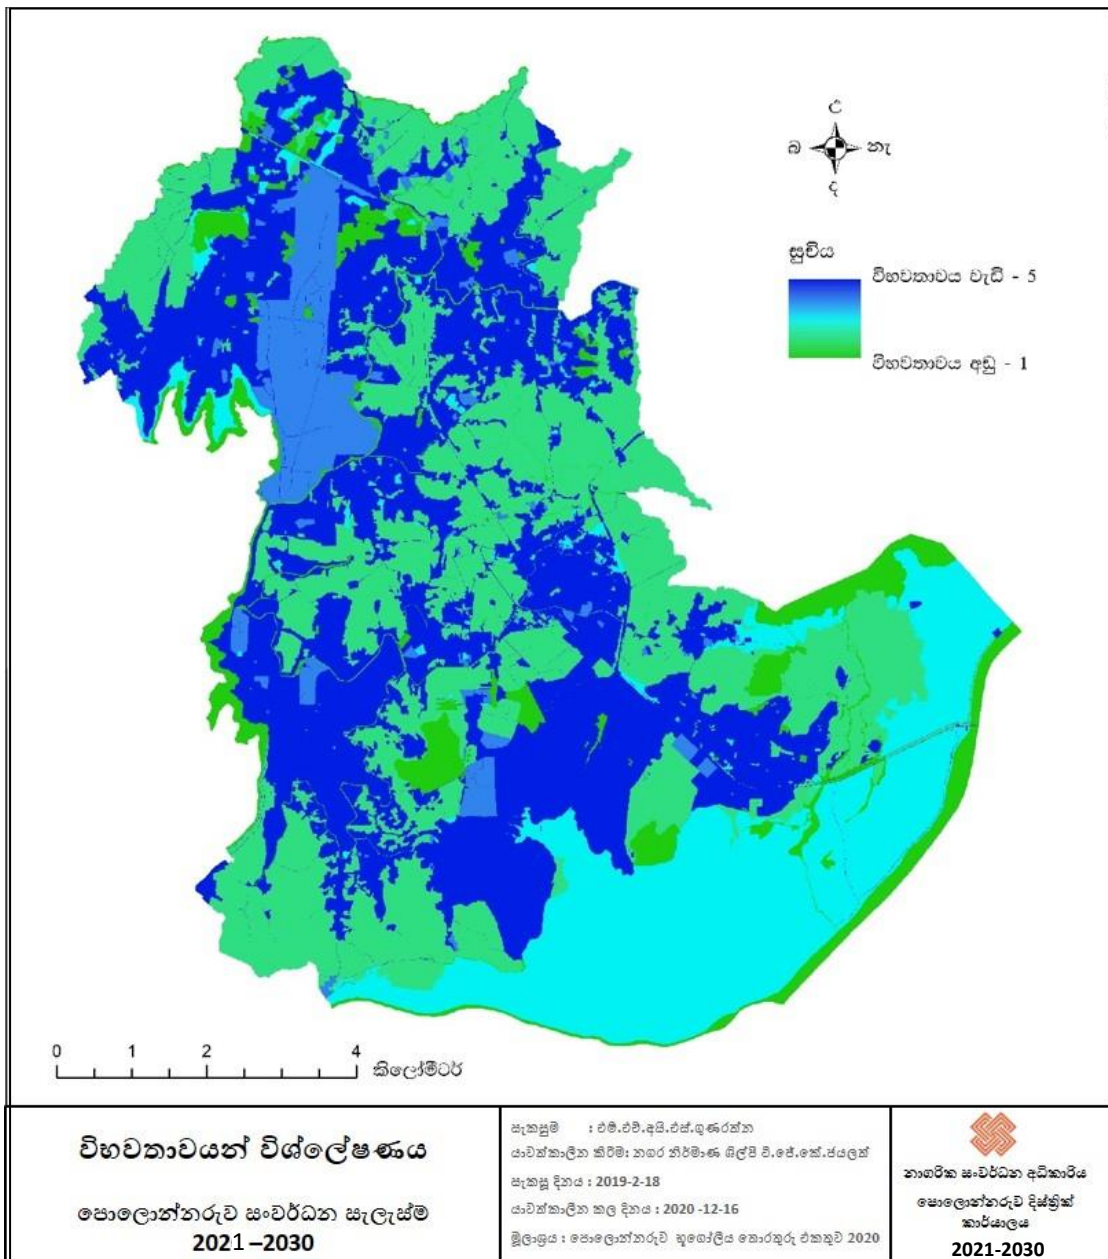 උ
බ
නැ
ද
සුචිය
විභවතාවය වැඩි - 5
විභවතාවය අඩු - 1
0 1 2 4
කිලෝමීටර්
විභවතාවයන් විශ්ලේෂණය
පොලොන්නරුව සංවර්ධන සැලැස්ම
2021 –2030
සැකසුම : එම්.එච්.අයි.එස්.ගුණරත්න
යාවත්කාලීන කිරීම: නගර නිර්මාණ ශිල්පි ටී.ජේ.කේ.ජයලත්
සැකසූ දිනය : 2019-2-18
යාවත්කාලීන කල දිනය : 2020 -12-16
මූලාශ්‍රය : පොලොන්නරුව භූගෝලීය තොරතුරු එකතුව 2020
නාගරික සංවර්ධන අධිකාරිය
පොලොන්නරුව දිස්ත්‍රික්
කාර්යාලය
2021-2030